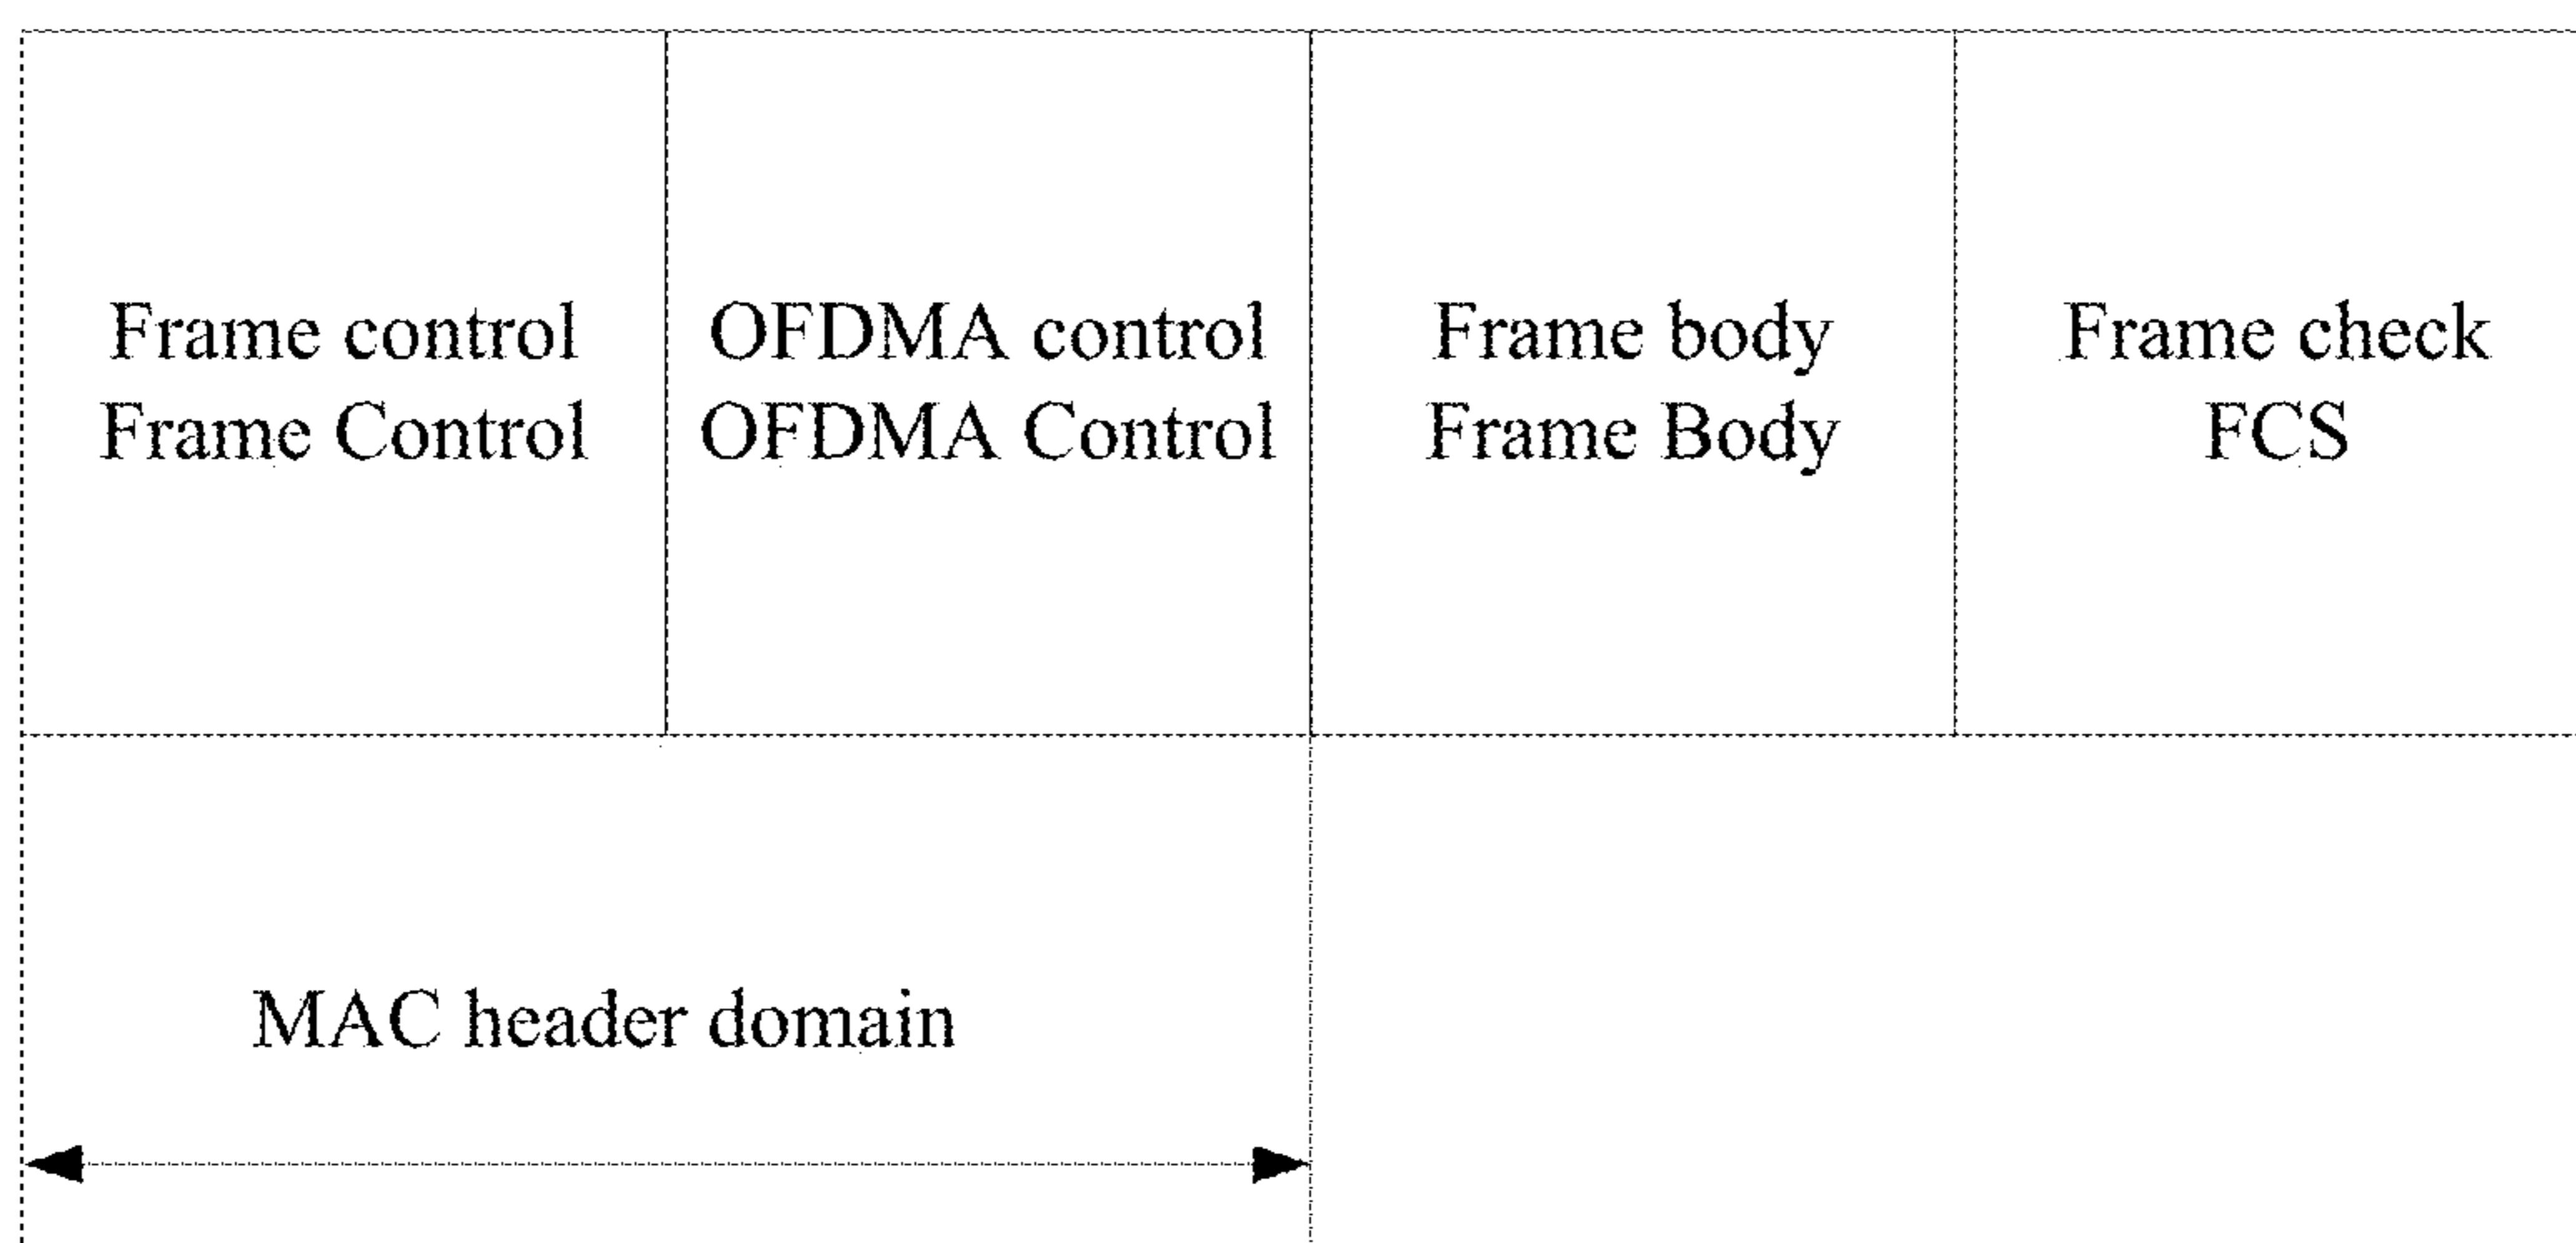 Frame control
Frame Control
OFDMA control
OFDMA Control
Frame body
Frame Body
Frame check
FCS
MAC header domain